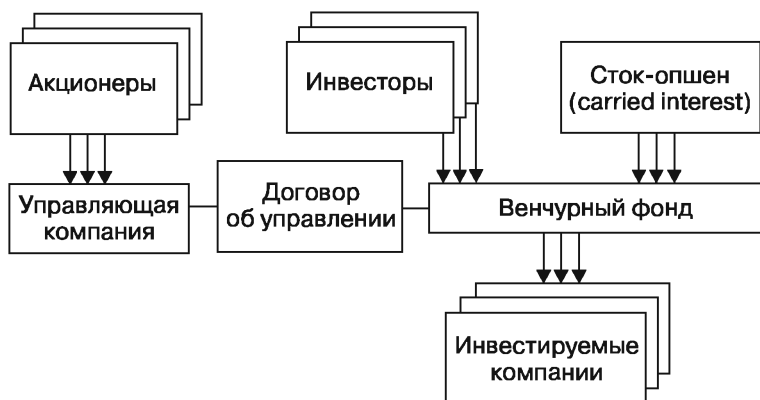 Акционеры
Инвесторы
Сток-опшен
(carried interest)
Управляющая
компания
Договор
об управлении
Венчурный фонд
Инвестируемые
компании